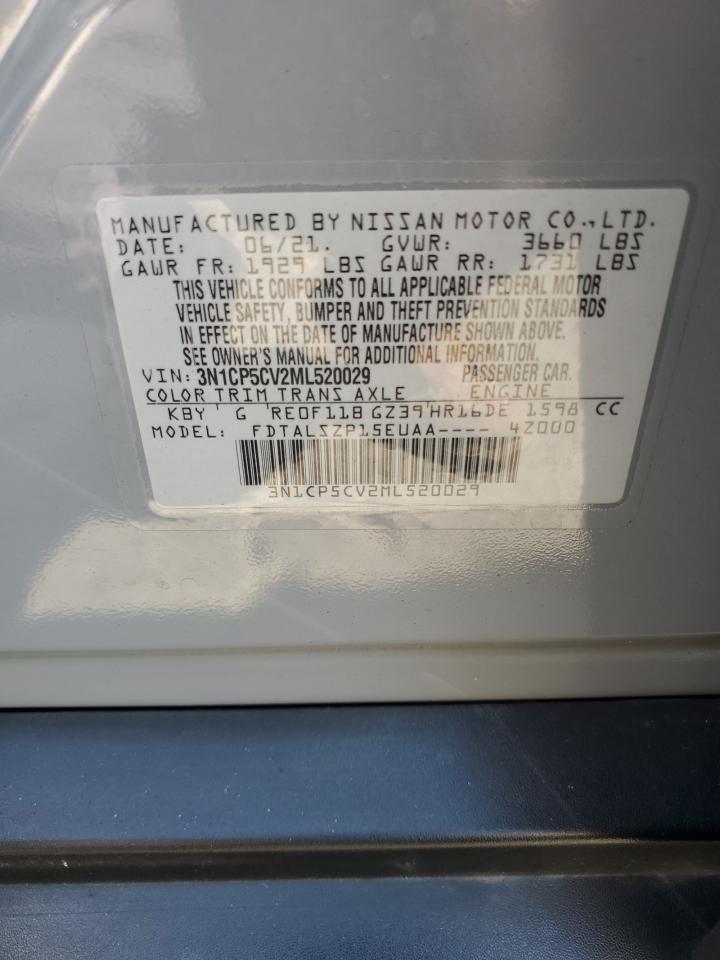 MANUFACTURED BY NISSAN MOTOR CO.,LTD.
DATE: 06/21. GVWR: 3660 LBS
GAWR FR: 1929 LBS GAWR RR: 1731 LBS
THIS VEHICLE CONFORMS TO ALL APPLICABLE FEDERAL MOTOR
VEHICLE SAFETY, BUMPER AND THEFT PREVENTION STANDARDS
IN EFFECT ON THE DATE OF MANUFACTURE SHOWN ABOVE.
SEE OWNER'S MANUAL FOR ADDITIONAL INFORMATION
VIN: 3N1CP5CV2ML520029 PASSENGER CAR.
COLOR TRIM TRANS AXLE ENGINE
KBY G RE0F11B GZ39 HR16DE 1598 CC
MODEL: FDTALSZP15EUAA---- 4Z000
3N1CP5CV2ML520029